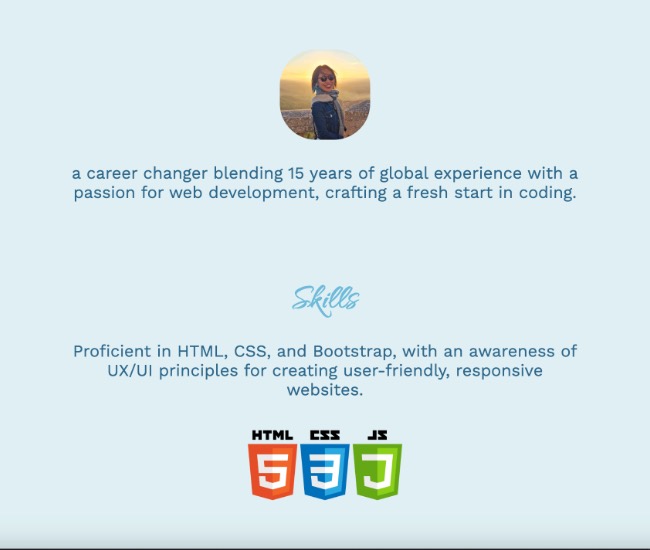 a career changer blending 15 years of global experience with a
passion for web development, crafting a fresh start in coding.
Skills
Proficient in HTML, CSS, and Bootstrap, with an awareness of
UX/UI principles for creating user-friendly, responsive
websites.
HTML CSS JS
5 3 J